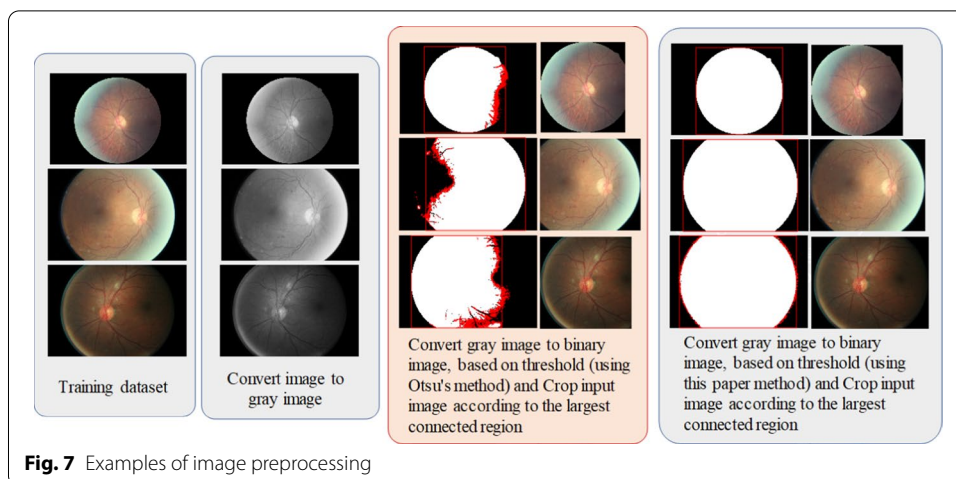 Training dataset
Convert image to
gray image
Convert gray image to binary
image, based on threshold (using
Otsu's method) and Crop input
image according to the largest
connected region
Convert gray image to binary
image, based on threshold (using
this paper method) and Crop input
image according to the largest
connected region
Fig. 7 Examples of image preprocessing